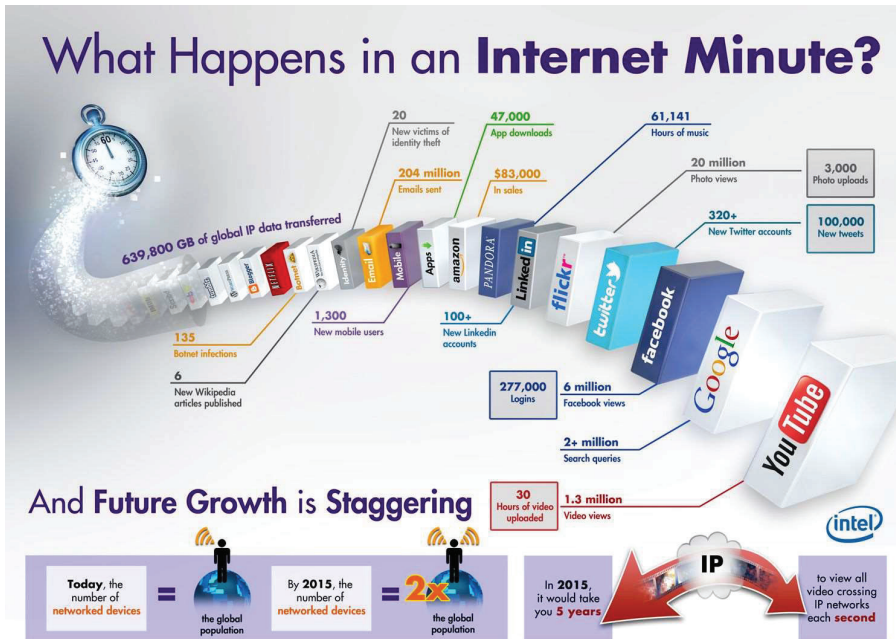 What Happens in an Internet Minute?
60
20
New victims of
identity theft
47,000
App downloads
61,141
Hours of music
204 million
Emails sent
$83,000
In sales
20 million
Photo views
3,000
Photo uploads
320+
New Twitter accounts
100,000
New tweets
639,800 GB of global IP data transferred
Blogger
NETFLIX
Botnet
WIKIPEDIA
Identity
Email
Mobile
Apps
amazon
PANDORA
Linked in
flickr
twitter
facebook
Google
YouTube
135
Botnet infections
6
New Wikipedia
articles published
1,300
New mobile users
100+
New Linkedin
accounts
277,000
Logins
6 million
Facebook views
2+ million
Search queries
30
Hours of video
uploaded
1.3 million
Video views
And Future Growth is Staggering
intel
Today, the
number of
networked devices
=
the global
population
By 2015, the
number of
networked devices
=
2x
the global
population
In 2015,
it would take
you 5 years
IP
to view all
video crossing
IP networks
each second